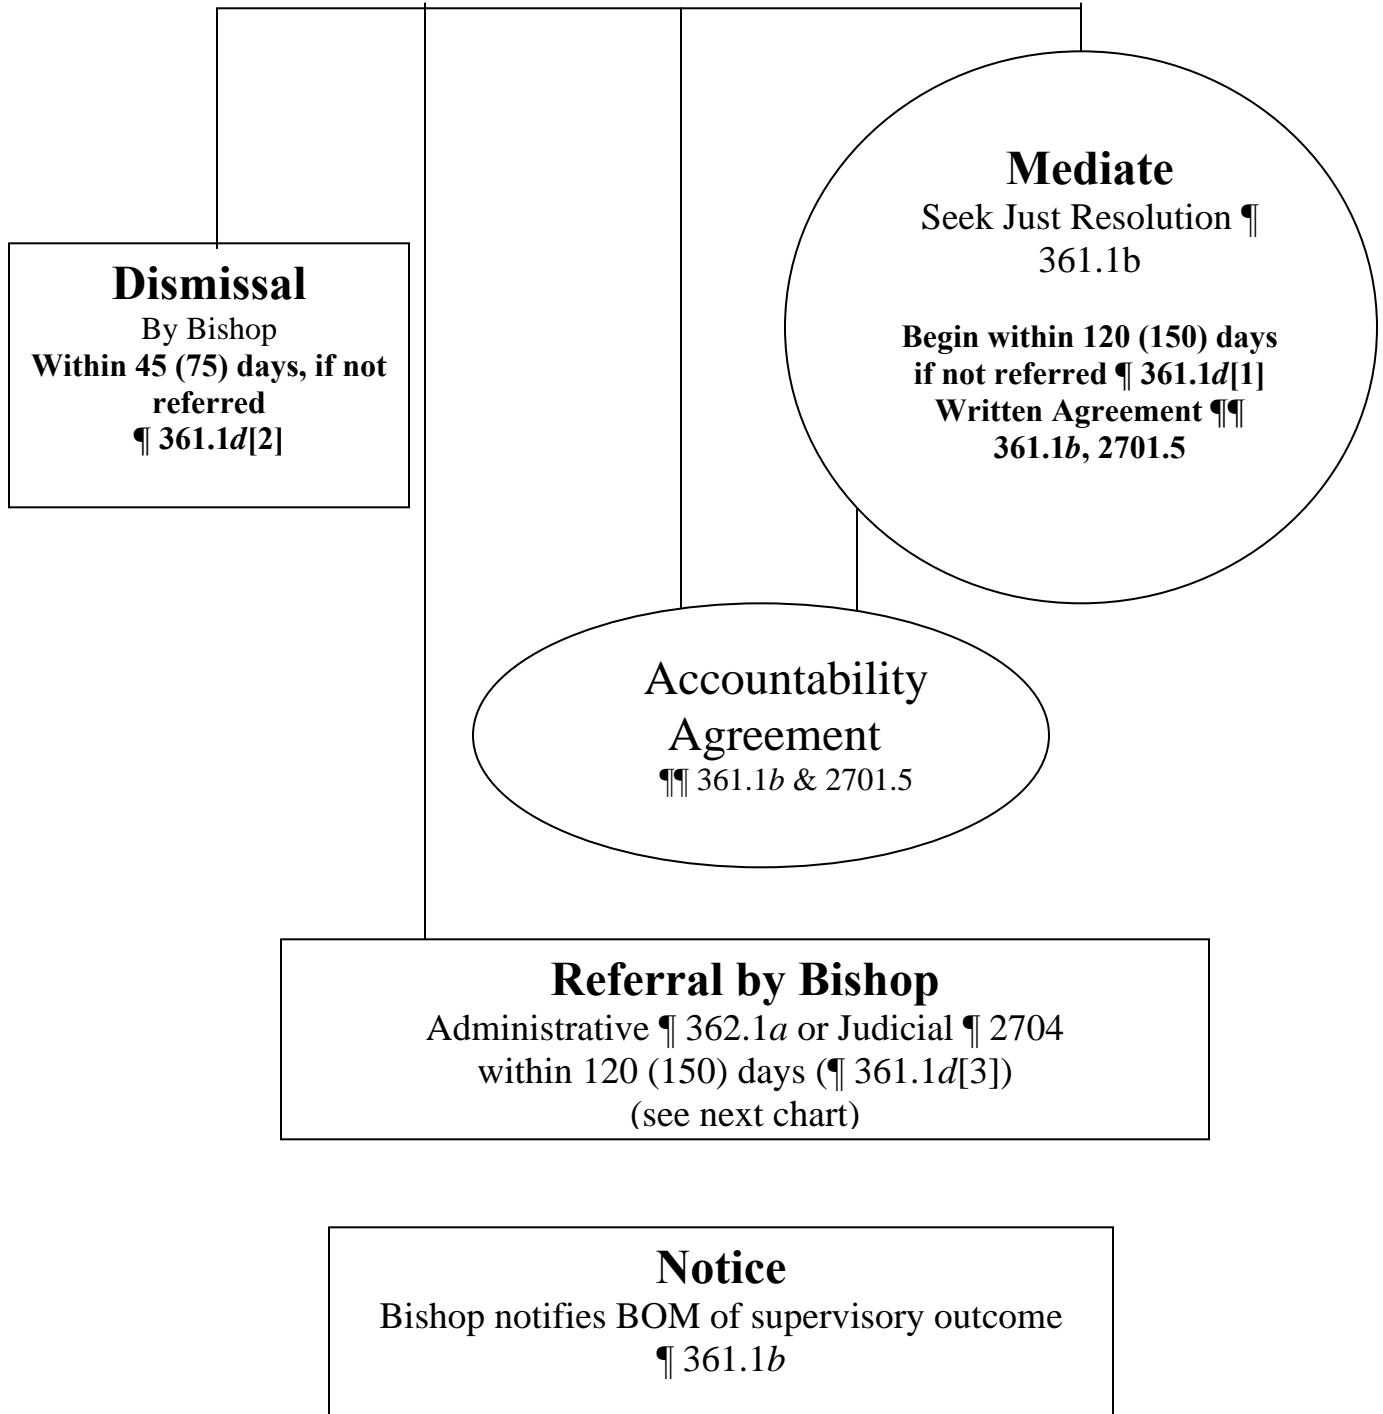 Mediate
Seek Just Resolution ¶
361.1b
Begin within 120 (150) days
if not referred ¶ 361.1d[1]
Written Agreement ¶¶
361.1b, 2701.5
Dismissal
By Bishop
Within 45 (75) days, if not
referred
¶ 361.1d[2]
Accountability
Agreement
¶¶ 361.1b & 2701.5
Referral by Bishop
Administrative ¶ 362.1a or Judicial ¶ 2704
within 120 (150) days (¶ 361.1d[3])
(see next chart)
Notice
Bishop notifies BOM of supervisory outcome
¶ 361.1b